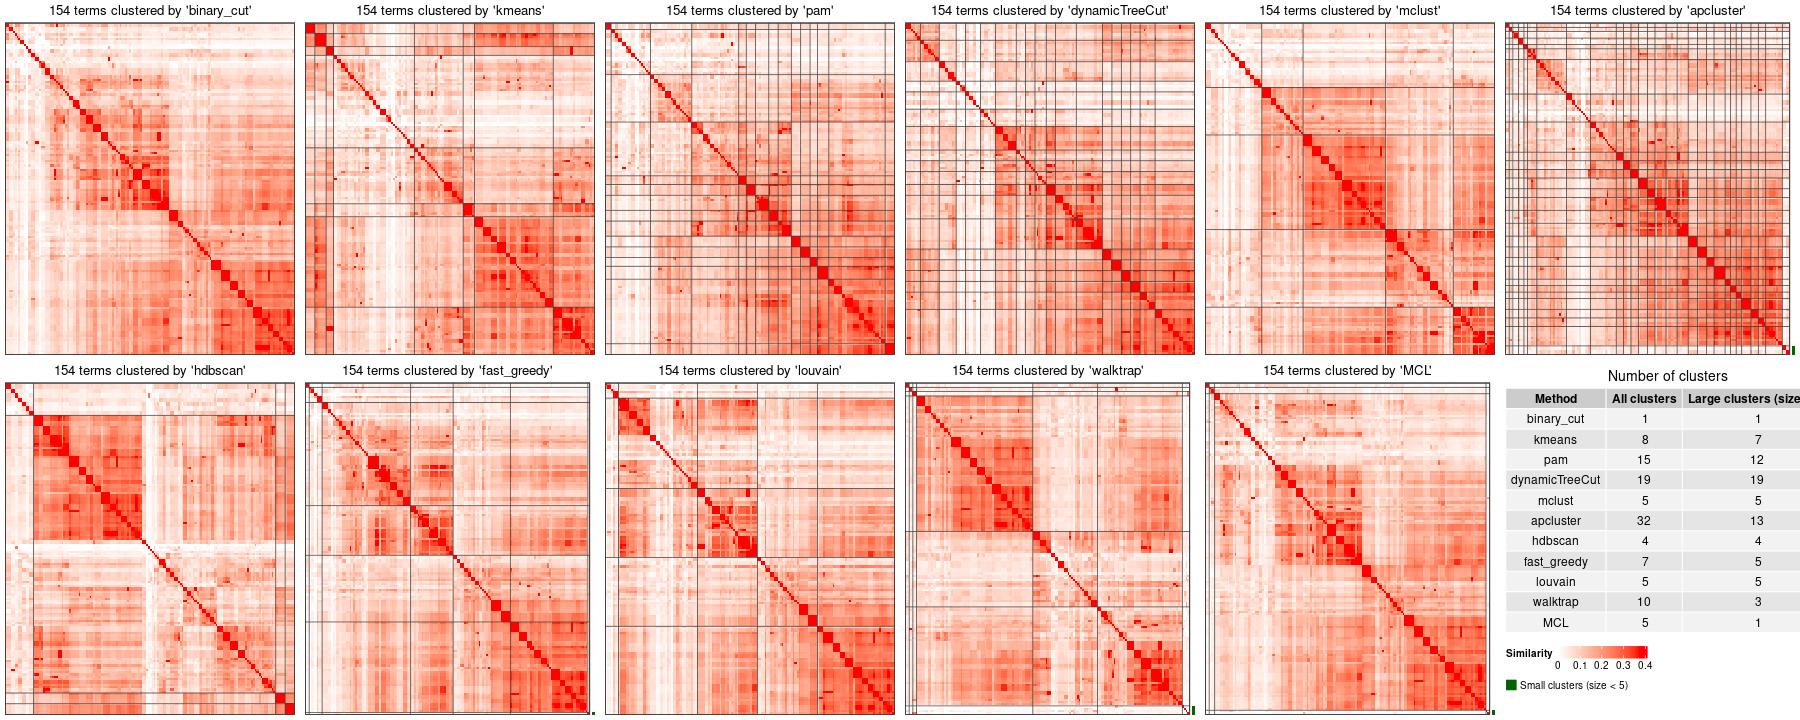 154 terms clustered by 'binary_cut'
154 terms clustered by 'kmeans'
154 terms clustered by 'pam'
154 terms clustered by 'dynamicTreeCut'
154 terms clustered by 'mclust'
154 terms clustered by 'apcluster'
154 terms clustered by 'hdbscan'
154 terms clustered by 'fast_greedy'
154 terms clustered by 'louvain'
154 terms clustered by 'walktrap'
154 terms clustered by 'MCL'
Number of clusters
Method All clusters Large clusters (size
binary_cut 1 1
kmeans 8 7
pam 15 12
dynamicTreeCut 19 19
mclust 5 5
apcluster 32 13
hdbscan 4 4
fast_greedy 7 5
louvain 5 5
walktrap 10 3
MCL 5 1
Similarity
0 0.1 0.2 0.3 0.4
Small clusters (size < 5)